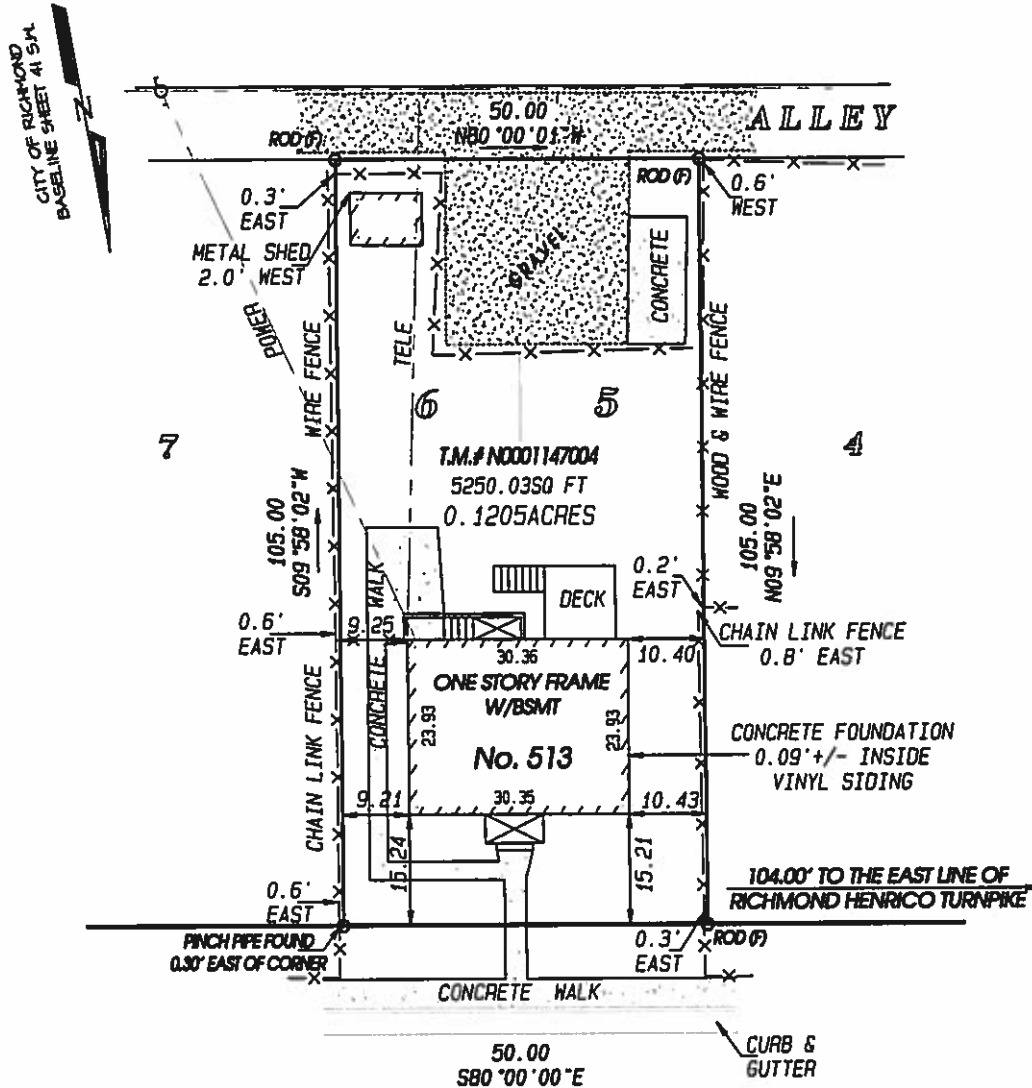 CITY OF RICHMOND
BASELINE SHEET 41 S.W.
N
50.00
N80°00'01"W
ALLEY
ROD (F)
ROD (F)
0.3'
EAST
0.6'
WEST
METAL SHED
2.0' WEST
GRAVEL
CONCRETE
POWER
TELE
WIRE FENCE
WOOD & WIRE FENCE
7
6
5
4
T.M.# N0001147004
5250.03SQ FT
0.1205ACRES
105.00
S09°58'02"W
105.00
N09°58'02"E
0.2'
EAST
DECK
CHAIN LINK FENCE
0.8' EAST
0.6'
EAST
9.25
CONCRETE WALK
30.36
10.40
ONE STORY FRAME
W/BSMT
23.93
23.93
No. 513
CONCRETE FOUNDATION
0.09'+/- INSIDE
VINYL SIDING
CHAIN LINK FENCE
9.21
30.35
10.43
15.24
15.21
104.00' TO THE EAST LINE OF
RICHMOND HENRICO TURNPIKE
0.6'
EAST
PINCH PIPE FOUND
0.30' EAST OF CORNER
0.3'
EAST
ROD (F)
CONCRETE WALK
50.00
S80°00'00"E
CURB &
GUTTER